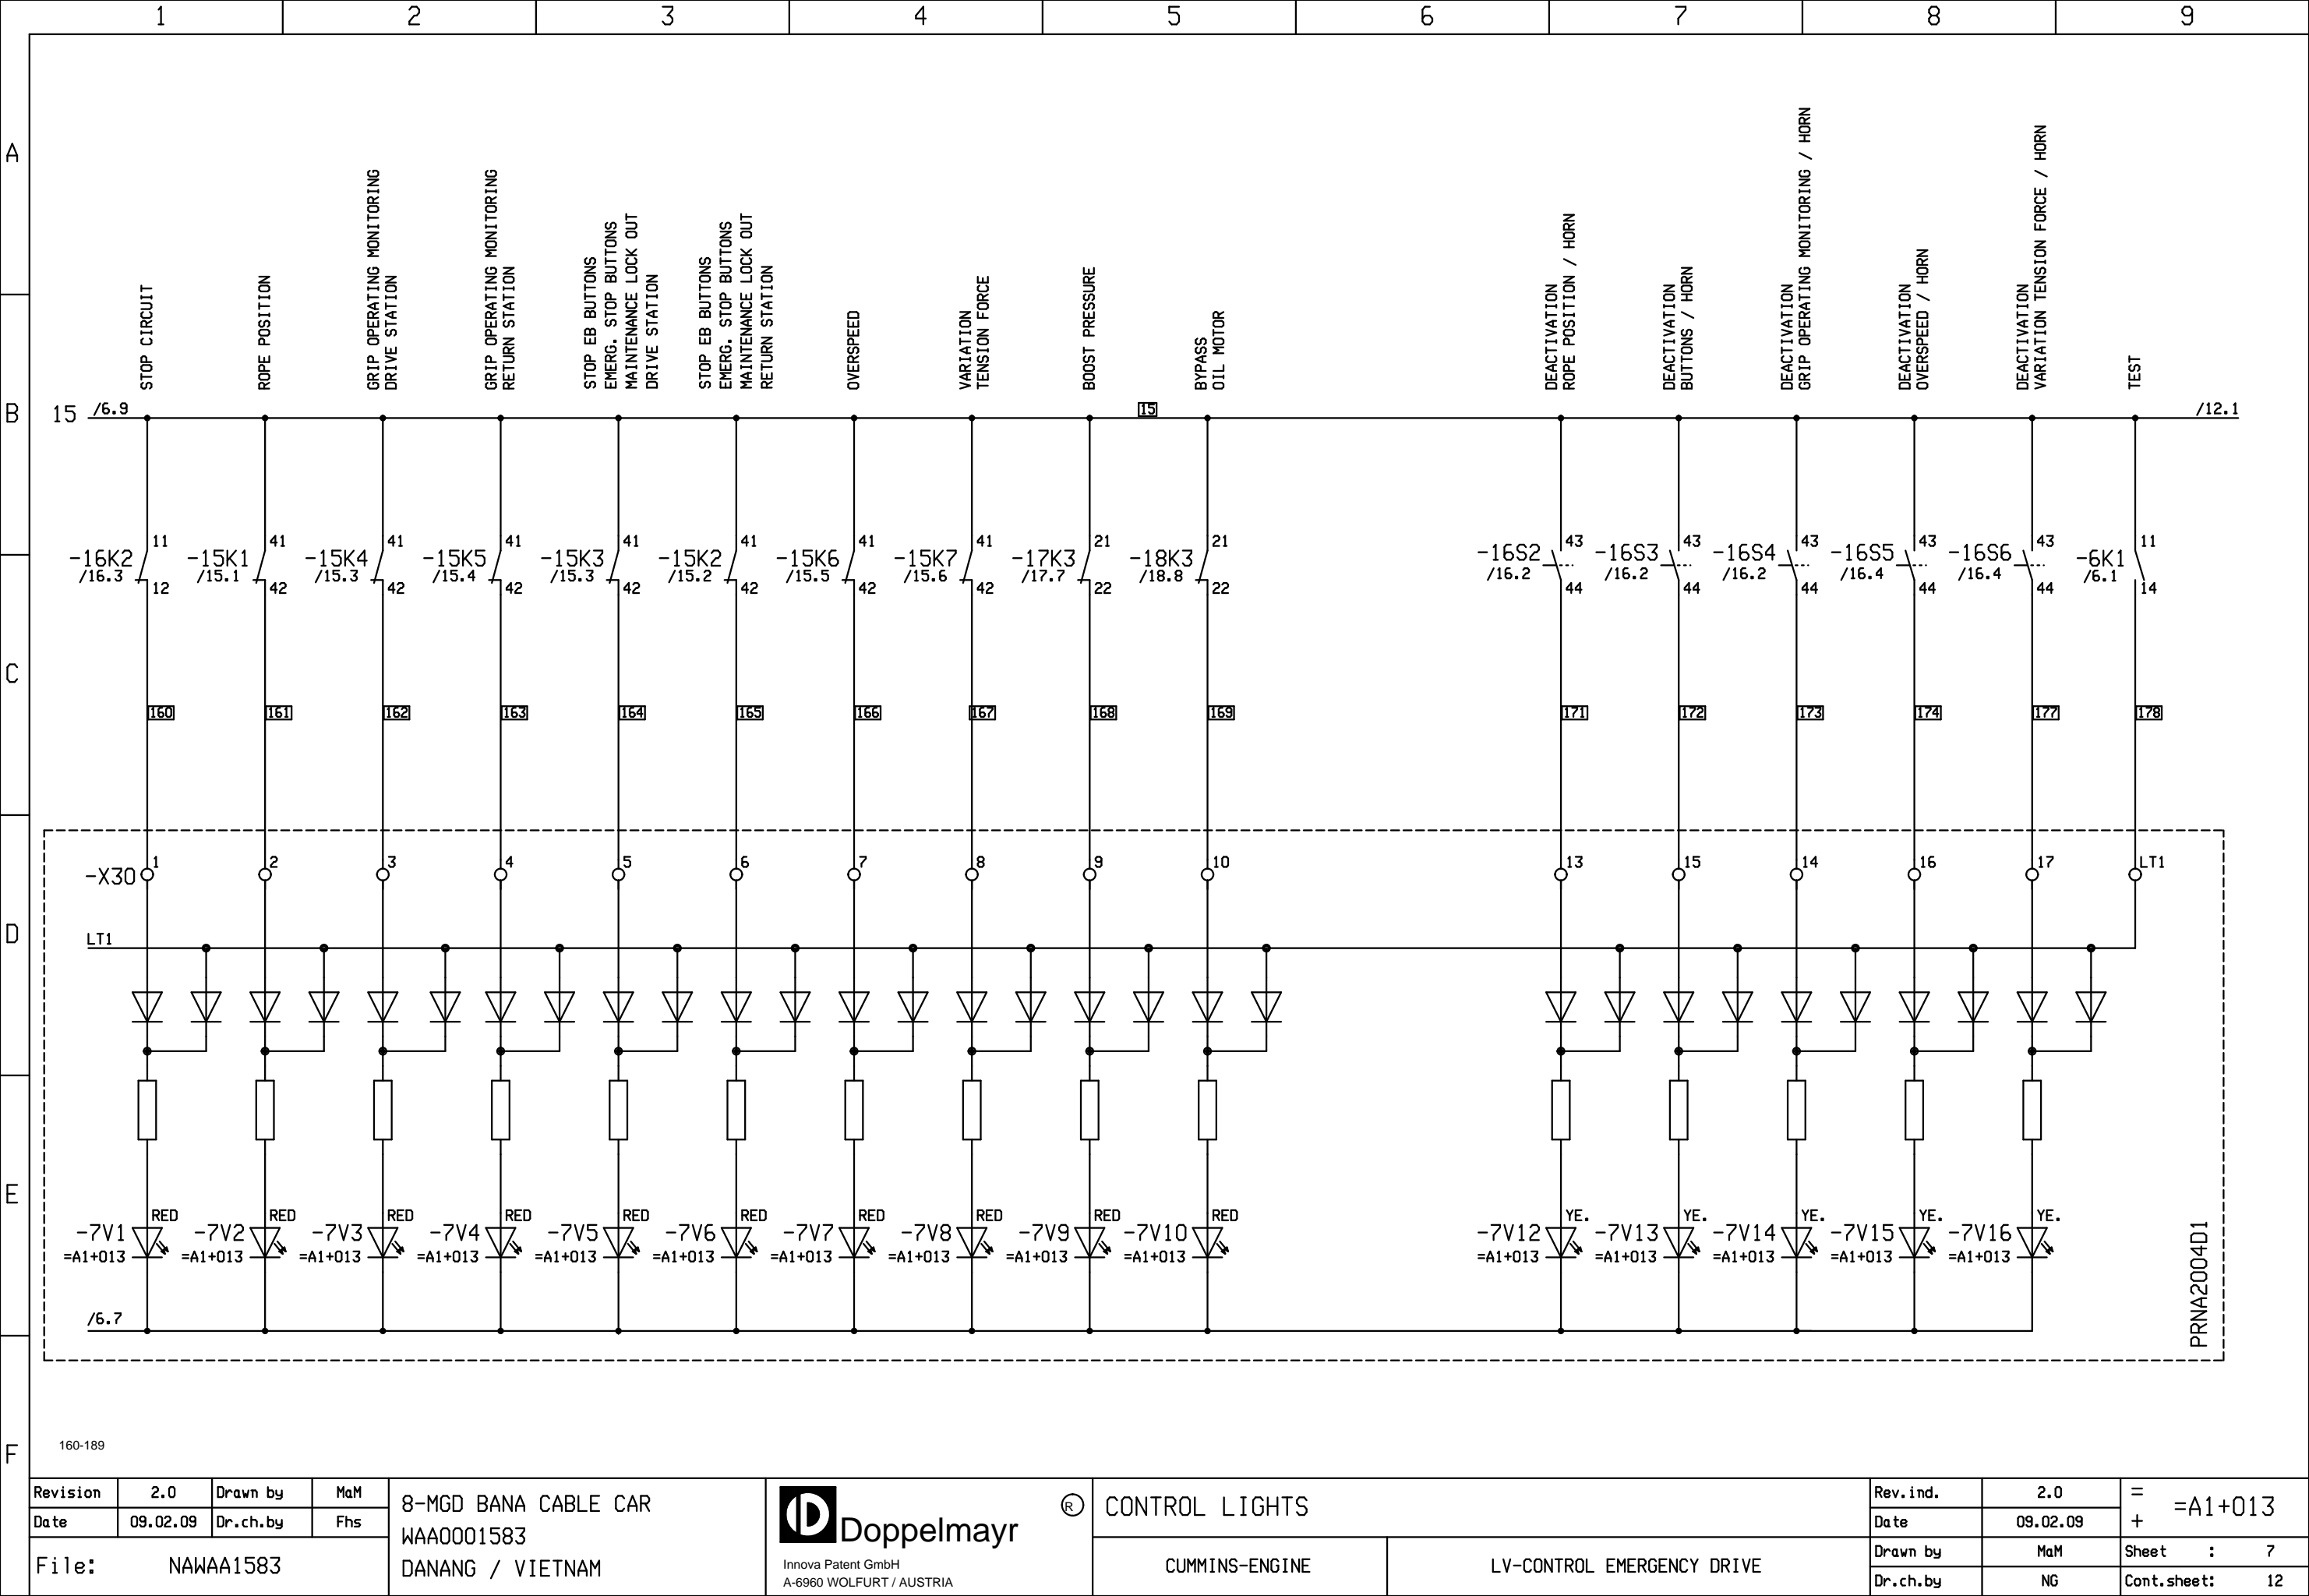 1 2 3 4 5 6 7 8 9
A
B
C
D
E
F
STOP CIRCUIT
ROPE POSITION
GRIP OPERATING MONITORING
DRIVE STATION
GRIP OPERATING MONITORING
RETURN STATION
STOP EB BUTTONS
EMERG. STOP BUTTONS
MAINTENANCE LOCK OUT
DRIVE STATION
STOP EB BUTTONS
EMERG. STOP BUTTONS
MAINTENANCE LOCK OUT
RETURN STATION
OVERSPEED
VARIATION
TENSION FORCE
BOOST PRESSURE
BYPASS
OIL MOTOR
DEACTIVATION
ROPE POSITION / HORN
DEACTIVATION
BUTTONS / HORN
DEACTIVATION
GRIP OPERATING MONITORING / HORN
DEACTIVATION
OVERSPEED / HORN
DEACTIVATION
VARIATION TENSION FORCE / HORN
TEST
15 /6.9 15 /12.1
11 41 41 41 41 41 41 41 21 21 43 43 43 43 43 11
-16K2 -15K1 -15K4 -15K5 -15K3 -15K2 -15K6 -15K7 -17K3 -18K3 -16S2 -16S3 -16S4 -16S5 -16S6 -6K1
/16.3 /15.1 /15.3 /15.4 /15.3 /15.2 /15.5 /15.6 /17.7 /18.8 /16.2 /16.2 /16.2 /16.4 /16.4 /6.1
12 42 42 42 42 42 42 42 22 22 44 44 44 44 44 14
160 161 162 163 164 165 166 167 168 169 171 172 173 174 177 178
-X30 1 2 3 4 5 6 7 8 9 10 13 15 14 16 17 LT1
LT1
RED RED RED RED RED RED RED RED RED RED YE. YE. YE. YE. YE.
-7V1 -7V2 -7V3 -7V4 -7V5 -7V6 -7V7 -7V8 -7V9 -7V10 -7V12 -7V13 -7V14 -7V15 -7V16
=A1+013 =A1+013 =A1+013 =A1+013 =A1+013 =A1+013 =A1+013 =A1+013 =A1+013 =A1+013 =A1+013 =A1+013 =A1+013 =A1+013 =A1+013
/6.7
PRNA2004D1
160-189
Revision 2.0 Drawn by MaM
Date 09.02.09 Dr.ch.by Fhs
File: NAWAA1583
8-MGD BANA CABLE CAR
WAA0001583
DANANG / VIETNAM
Doppelmayr R
Innova Patent GmbH
A-6960 WOLFURT / AUSTRIA
CONTROL LIGHTS
CUMMINS-ENGINE LV-CONTROL EMERGENCY DRIVE
Rev.ind. 2.0
Date 09.02.09
Drawn by MaM
Dr.ch.by NG
= =A1+013
+
Sheet : 7
Cont.sheet: 12